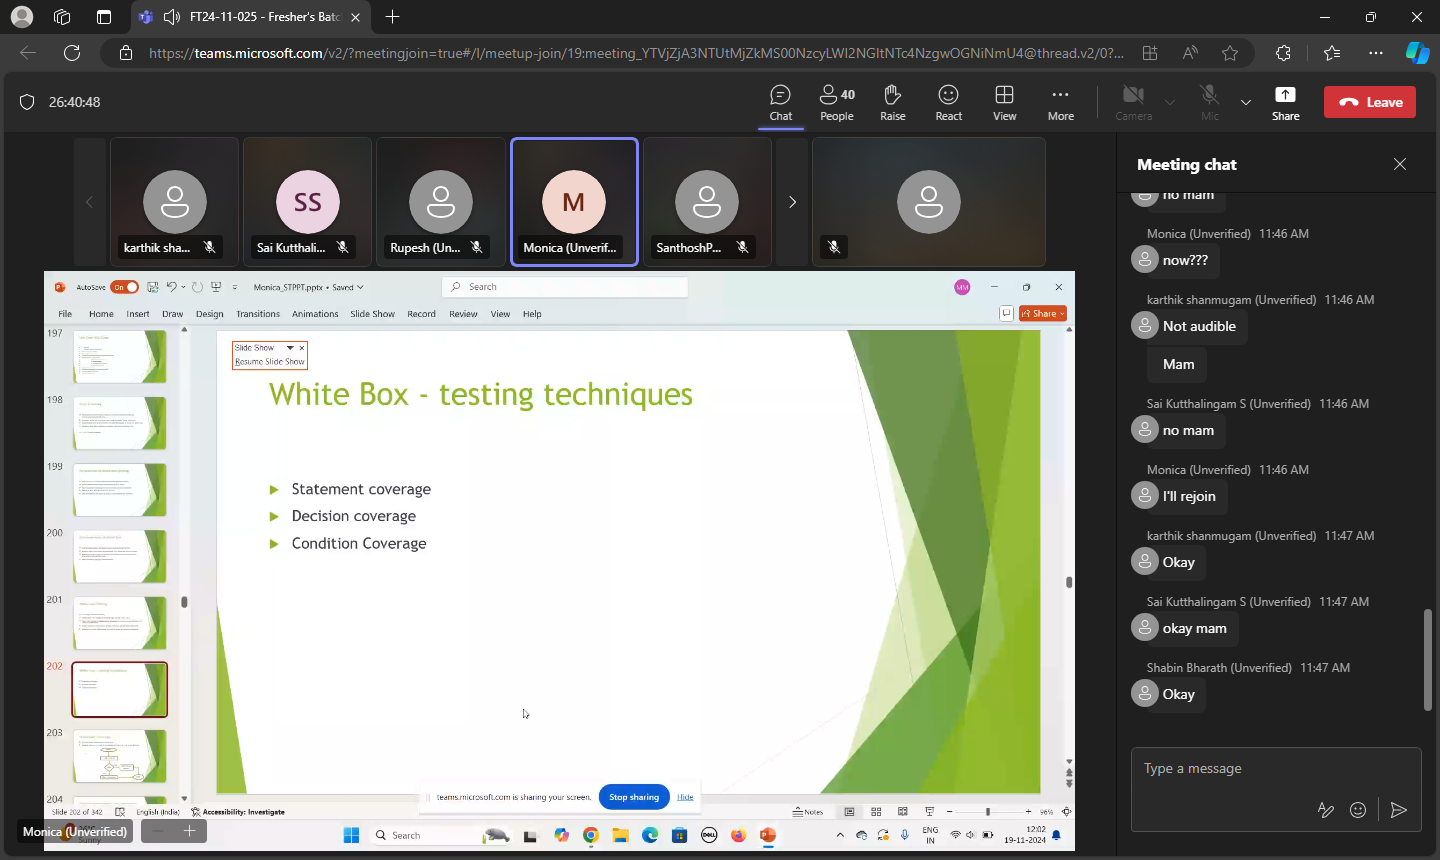 FT24-11-025 - Fresher's Batc
https://teams.microsoft.com/v2/?meetingjoin=true#/l/meetup-join/19:meeting_YTVjZjA3NTUtMjZkMS00NzcyLWI2NGItNTc4NzgwOGNiNmU4@thread.v2/0?...
26:40:48
Chat
40
People
Raise
React
View
More
Camera
Mic
Share
Leave
karthik sha...
SS
Sai Kutthali...
Rupesh (Un...
M
Monica (Unverif...
SanthoshP...
AutoSave On
Monica_STPPT.pptx • Saved
Search
MM
File Home Insert Draw Design Transitions Animations Slide Show Record Review View Help
Share
197
198
199
200
201
202
203
204
Slide Show
Resume Slide Show
White Box - testing techniques
Statement coverage
Decision coverage
Condition Coverage
teams.microsoft.com is sharing your screen.
Stop sharing
Hide
Slide 202 of 342
English (India)
Accessibility: Investigate
Notes
96%
Monica (Unverified)
Sunny
Search
ENG
IN
12:02
19-11-2024
Meeting chat
no mam
Monica (Unverified) 11:46 AM
now???
karthik shanmugam (Unverified) 11:46 AM
Not audible
Mam
Sai Kutthalingam S (Unverified) 11:46 AM
no mam
Monica (Unverified) 11:46 AM
I'll rejoin
karthik shanmugam (Unverified) 11:47 AM
Okay
Sai Kutthalingam S (Unverified) 11:47 AM
okay mam
Shabin Bharath (Unverified) 11:47 AM
Okay
Type a message